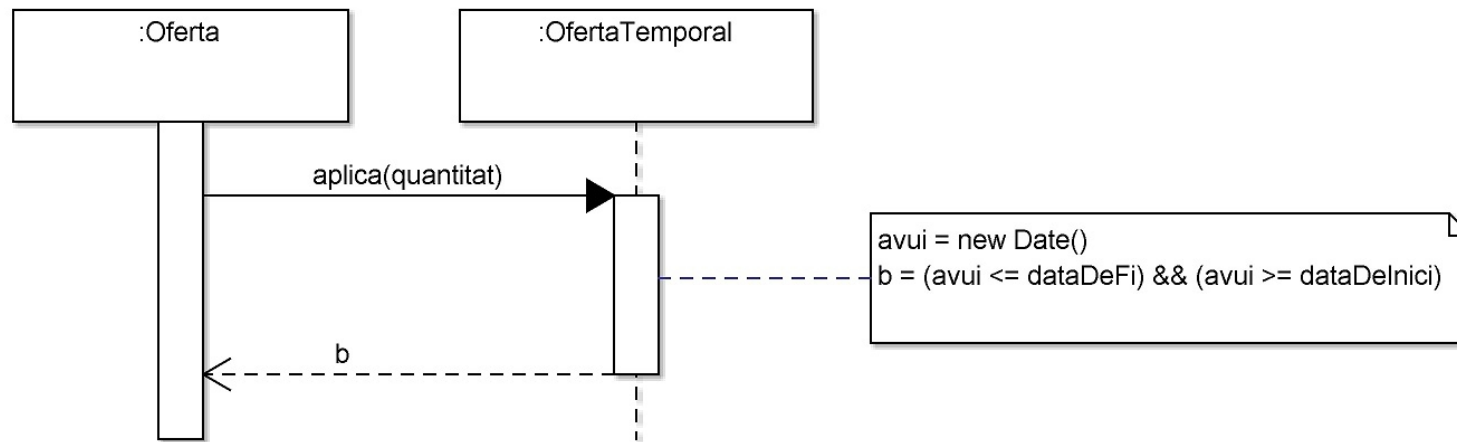 :Oferta
:OfertaTemporal
aplica(quantitat)
avui = new Date()
b = (avui <= dataDeFi) && (avui >= dataDeInici)
b